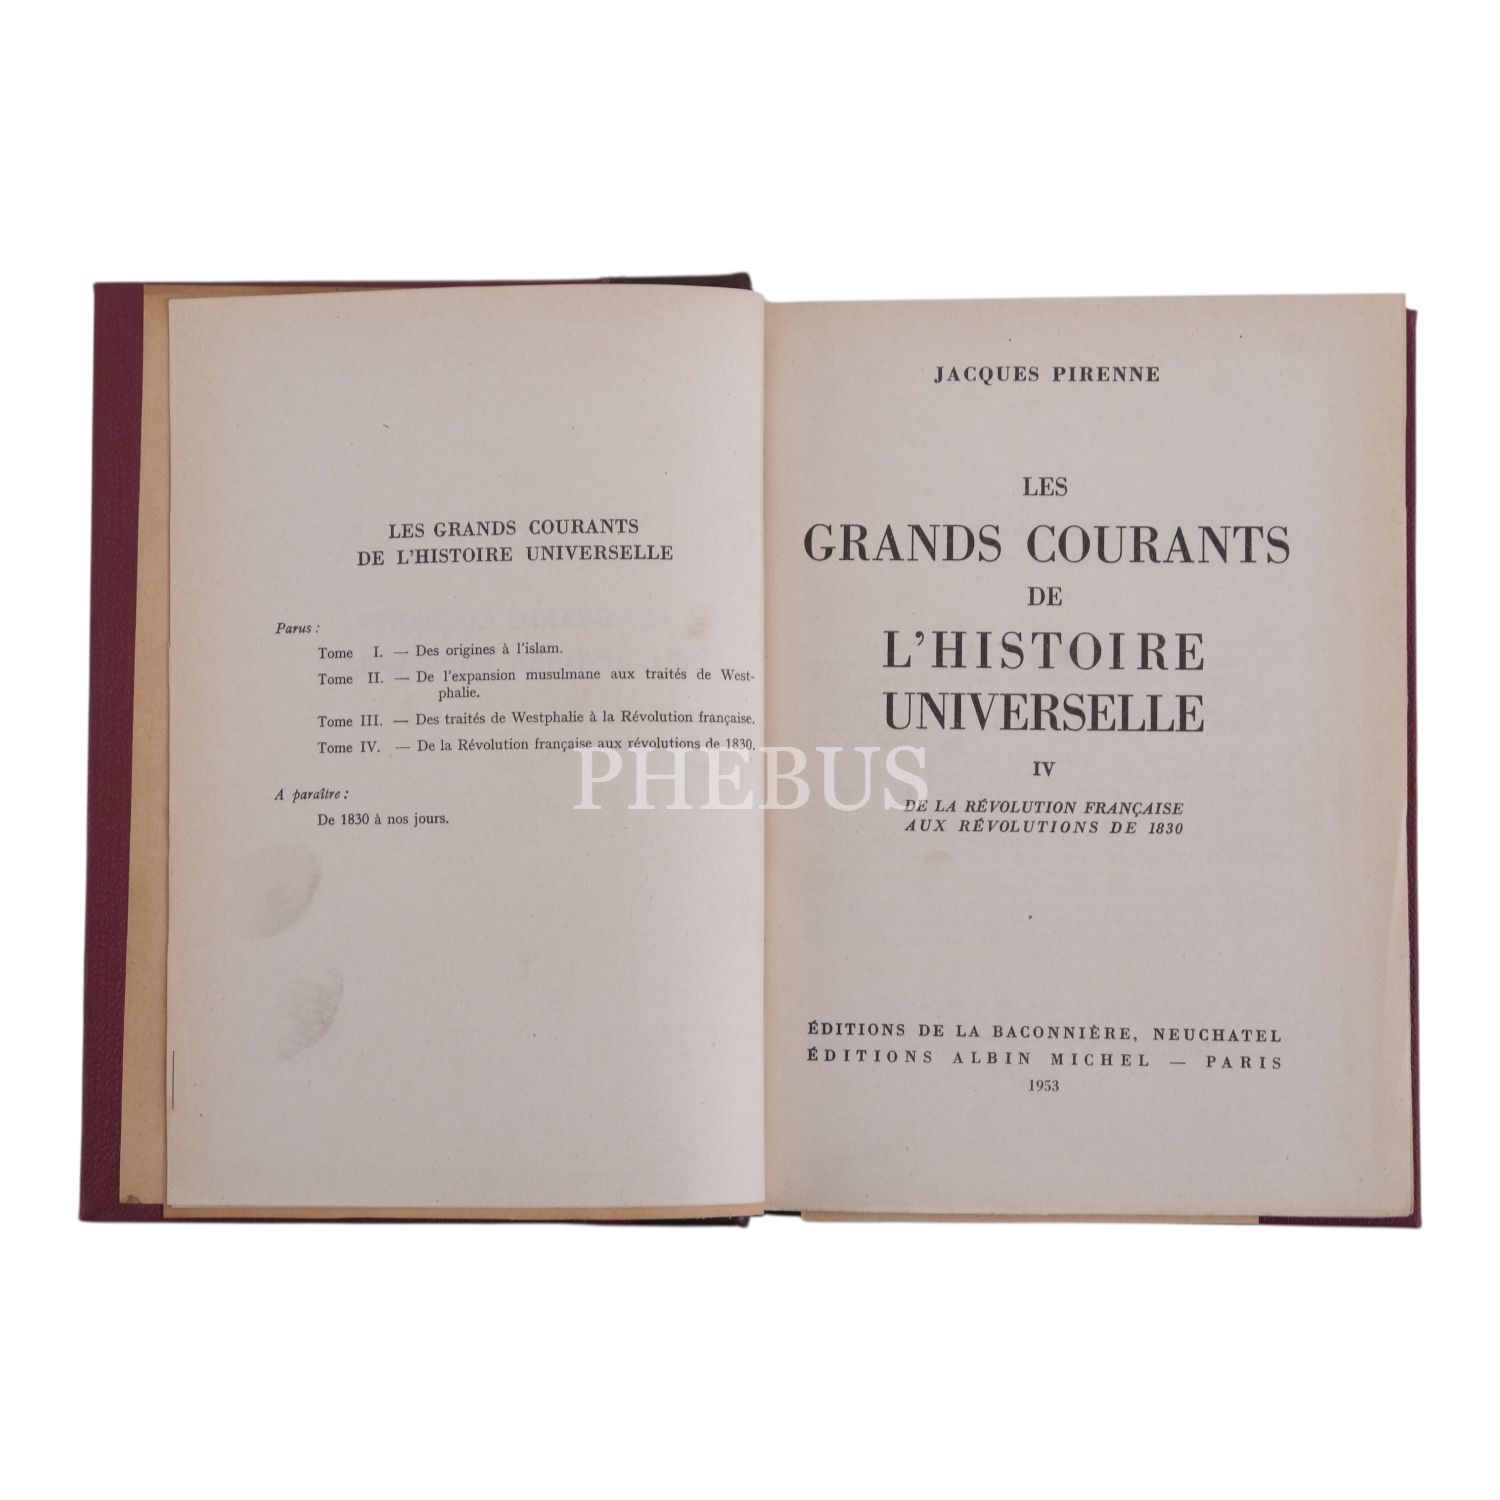 LES GRANDS COURANTS
DE L'HISTOIRE UNIVERSELLE
Parus :
Tome I. — Des origines à l'islam.
Tome II. — De l'expansion musulmane aux traités de West-
phalie.
Tome III. — Des traités de Westphalie à la Révolution française.
Tome IV. — De la Révolution française aux révolutions de 1830.
A paraître :
De 1830 à nos jours.
JACQUES PIRENNE
LES
GRANDS COURANTS
DE
L'HISTOIRE
UNIVERSELLE
IV
DE LA RÉVOLUTION FRANÇAISE
AUX RÉVOLUTIONS DE 1830
ÉDITIONS DE LA BACONNIÈRE, NEUCHATEL
ÉDITIONS ALBIN MICHEL — PARIS
1953
PHEBUS